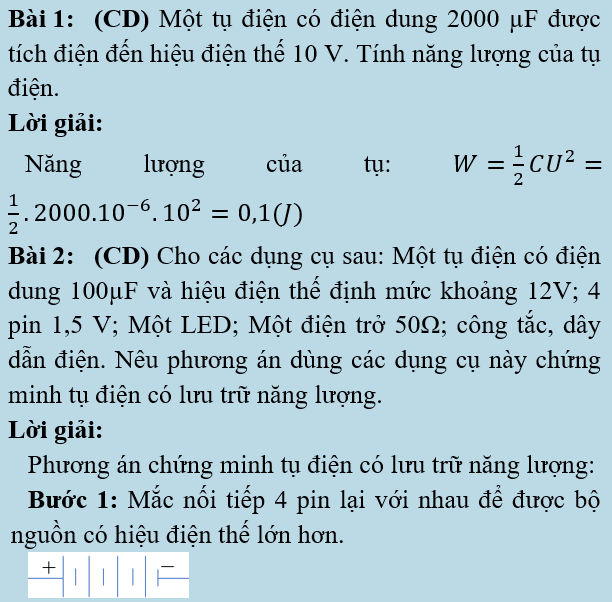 Bài 1: (CD) Một tụ điện có điện dung 2000 μF được
tích điện đến hiệu điện thế 10 V. Tính năng lượng của tụ
điện.
Lời giải:
Năng lượng của tụ: W = \frac{1}{2} CU² =
\frac{1}{2} . 2000.10⁻⁶. 10² = 0,1(J)
Bài 2: (CD) Cho các dụng cụ sau: Một tụ điện có điện
dung 100μF và hiệu điện thế định mức khoảng 12V; 4
pin 1,5 V; Một LED; Một điện trở 50Ω; công tắc, dây
dẫn điện. Nêu phương án dùng các dụng cụ này chứng
minh tụ điện có lưu trữ năng lượng.
Lời giải:
Phương án chứng minh tụ điện có lưu trữ năng lượng:
Bước 1: Mắc nối tiếp 4 pin lại với nhau để được bộ
nguồn có hiệu điện thế lớn hơn.
+ −